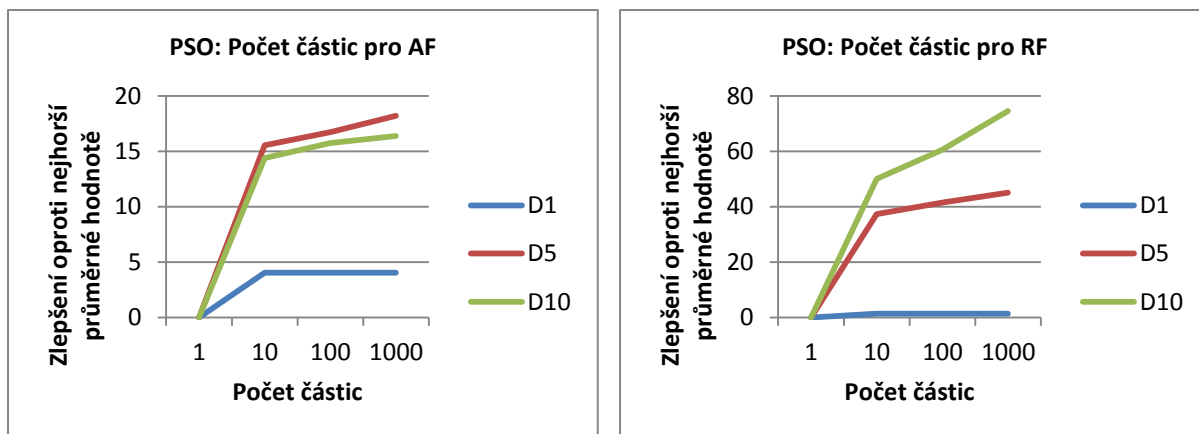 PSO: Počet částic pro AF
Zlepšení oproti nejhorší
průměrné hodnotě
20
15
10
5
0
1 10 100 1000
Počet částic
D1
D5
D10
PSO: Počet částic pro RF
Zlepšení oproti nejhorší
průměrné hodnotě
80
60
40
20
0
1 10 100 1000
Počet částic
D1
D5
D10